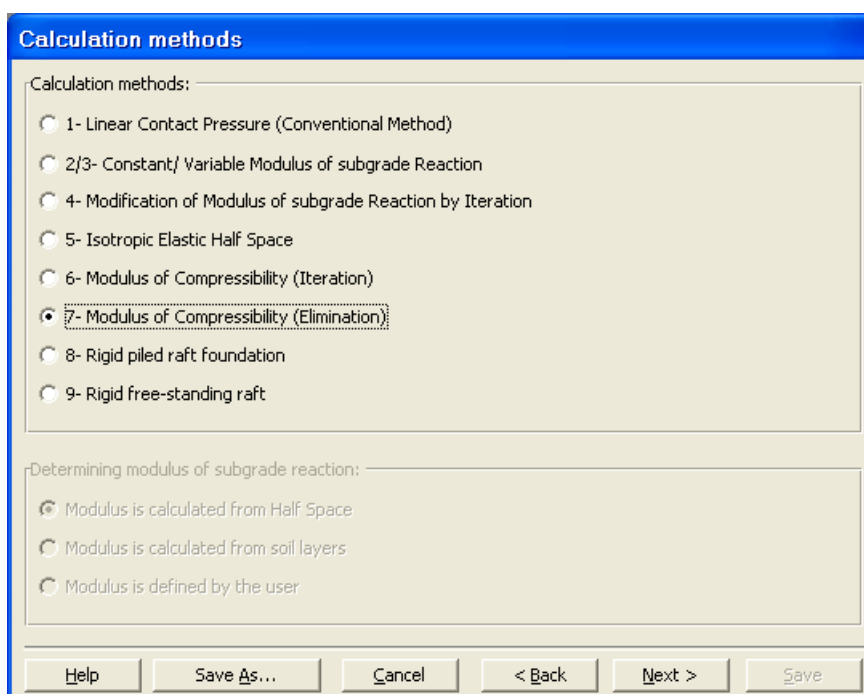 Calculation methods
Calculation methods:
1- Linear Contact Pressure (Conventional Method)
2/3- Constant/ Variable Modulus of subgrade Reaction
4- Modification of Modulus of subgrade Reaction by Iteration
5- Isotropic Elastic Half Space
6- Modulus of Compressibility (Iteration)
7- Modulus of Compressibility (Elimination)
8- Rigid piled raft foundation
9- Rigid free-standing raft
Determining modulus of subgrade reaction:
Modulus is calculated from Half Space
Modulus is calculated from soil layers
Modulus is defined by the user
Help Save As... Cancel < Back Next > Save